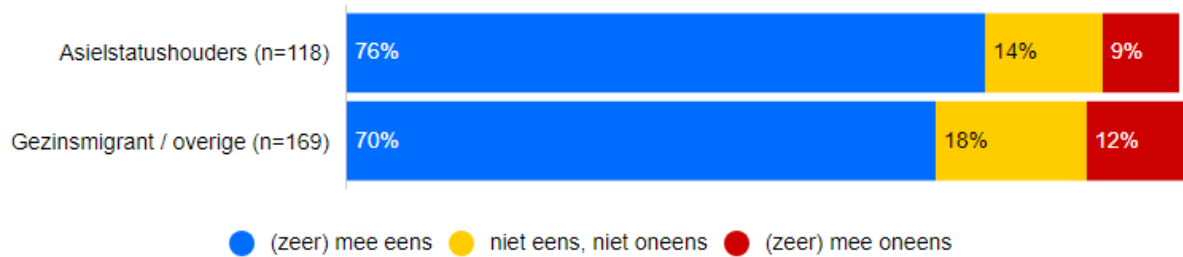 Asielstatushouders (n=118) 76% 14% 9%
Gezinsmigrant / overige (n=169) 70% 18% 12%
(zeer) mee eens niet eens, niet oneens (zeer) mee oneens